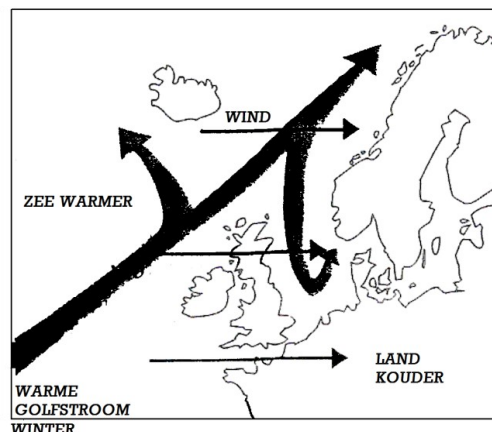 WIND
ZEE WARMER
LAND
KOUDER
WARME
GOLFSTROOM
WINTER